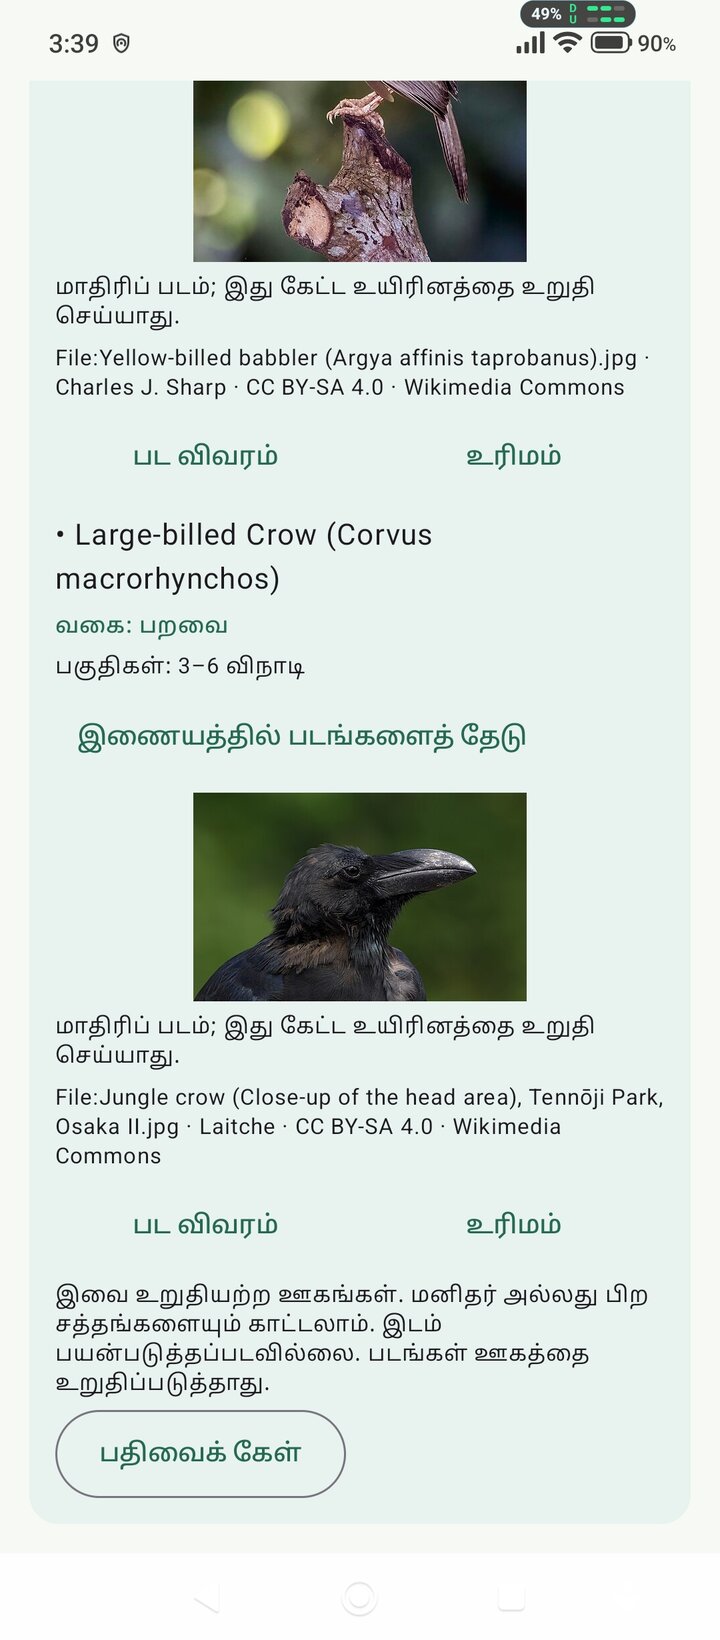 49% D U
3:39
90%
மாதிரிப் படம்; இது கேட்ட உயிரினத்தை உறுதி
செய்யாது.
File:Yellow-billed babbler (Argya affinis taprobanus).jpg ·
Charles J. Sharp · CC BY-SA 4.0 · Wikimedia Commons
பட விவரம் உரிமம்
• Large-billed Crow (Corvus
macrorhynchos)
வகை: பறவை
பகுதிகள்: 3–6 விநாடி
இணையத்தில் படங்களைத் தேடு
மாதிரிப் படம்; இது கேட்ட உயிரினத்தை உறுதி
செய்யாது.
File:Jungle crow (Close-up of the head area), Tennōji Park,
Osaka II.jpg · Laitche · CC BY-SA 4.0 · Wikimedia
Commons
பட விவரம் உரிமம்
இவை உறுதியற்ற ஊகங்கள். மனிதர் அல்லது பிற
சத்தங்களையும் காட்டலாம். இடம்
பயன்படுத்தப்படவில்லை. படங்கள் ஊகத்தை
உறுதிப்படுத்தாது.
பதிவைக் கேள்